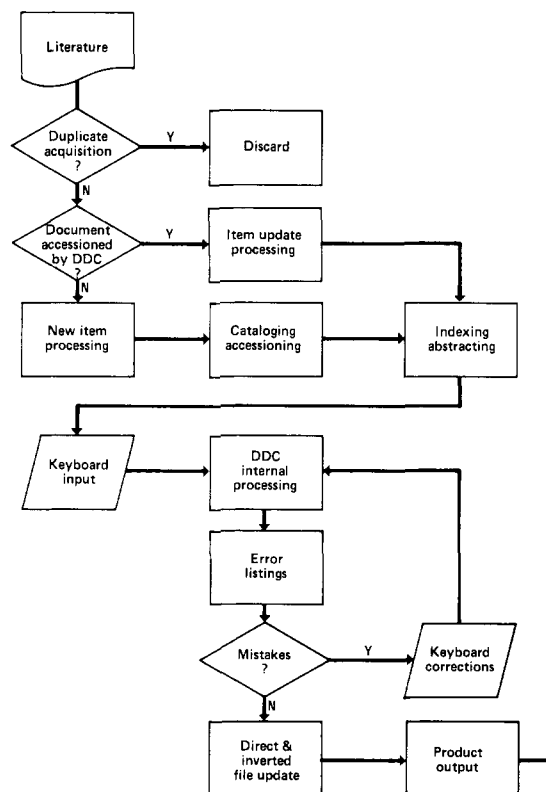 Literature
Duplicate
acquisition
?
Y
Discard
N
Document
accessioned
by DDC
?
Y
Item update
processing
N
New item
processing
Cataloging
accessioning
Indexing
abstracting
Keyboard
input
DDC
internal
processing
Error
listings
Mistakes
?
Y
Keyboard
corrections
N
Direct &
inverted
file update
Product
output